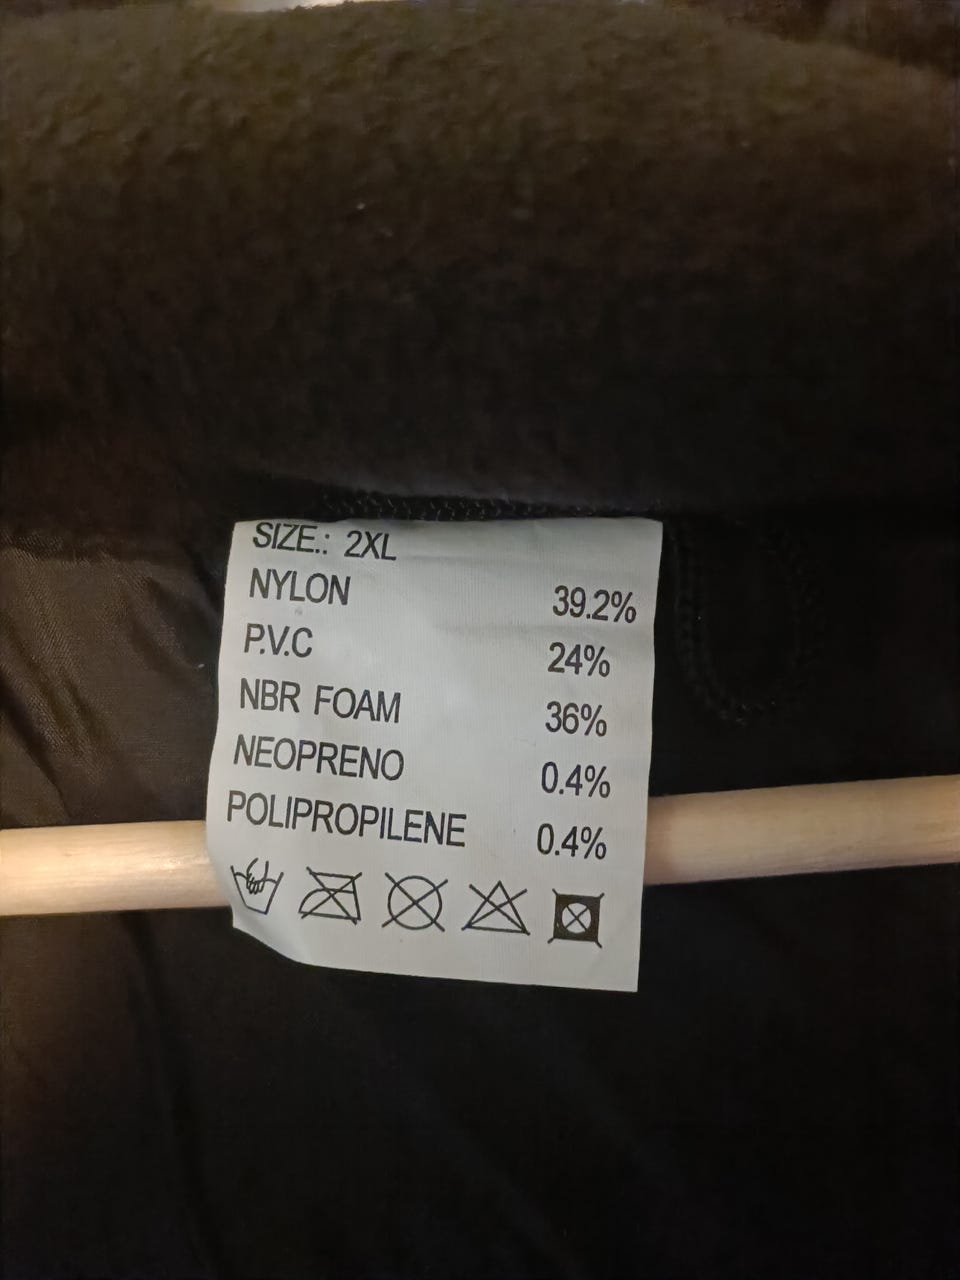 SIZE.: 2XL
NYLON 39.2%
P.V.C 24%
NBR FOAM 36%
NEOPRENO 0.4%
POLIPROPILENE 0.4%